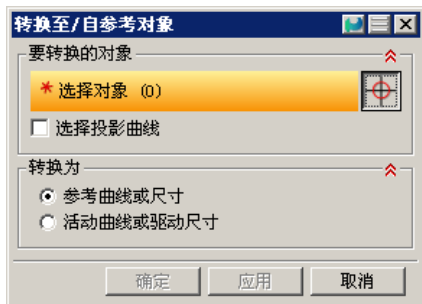 转换至/自参考对象
要转换的对象
* 选择对象 (0)
选择投影曲线
转换为
参考曲线或尺寸
活动曲线或驱动尺寸
确定 应用 取消